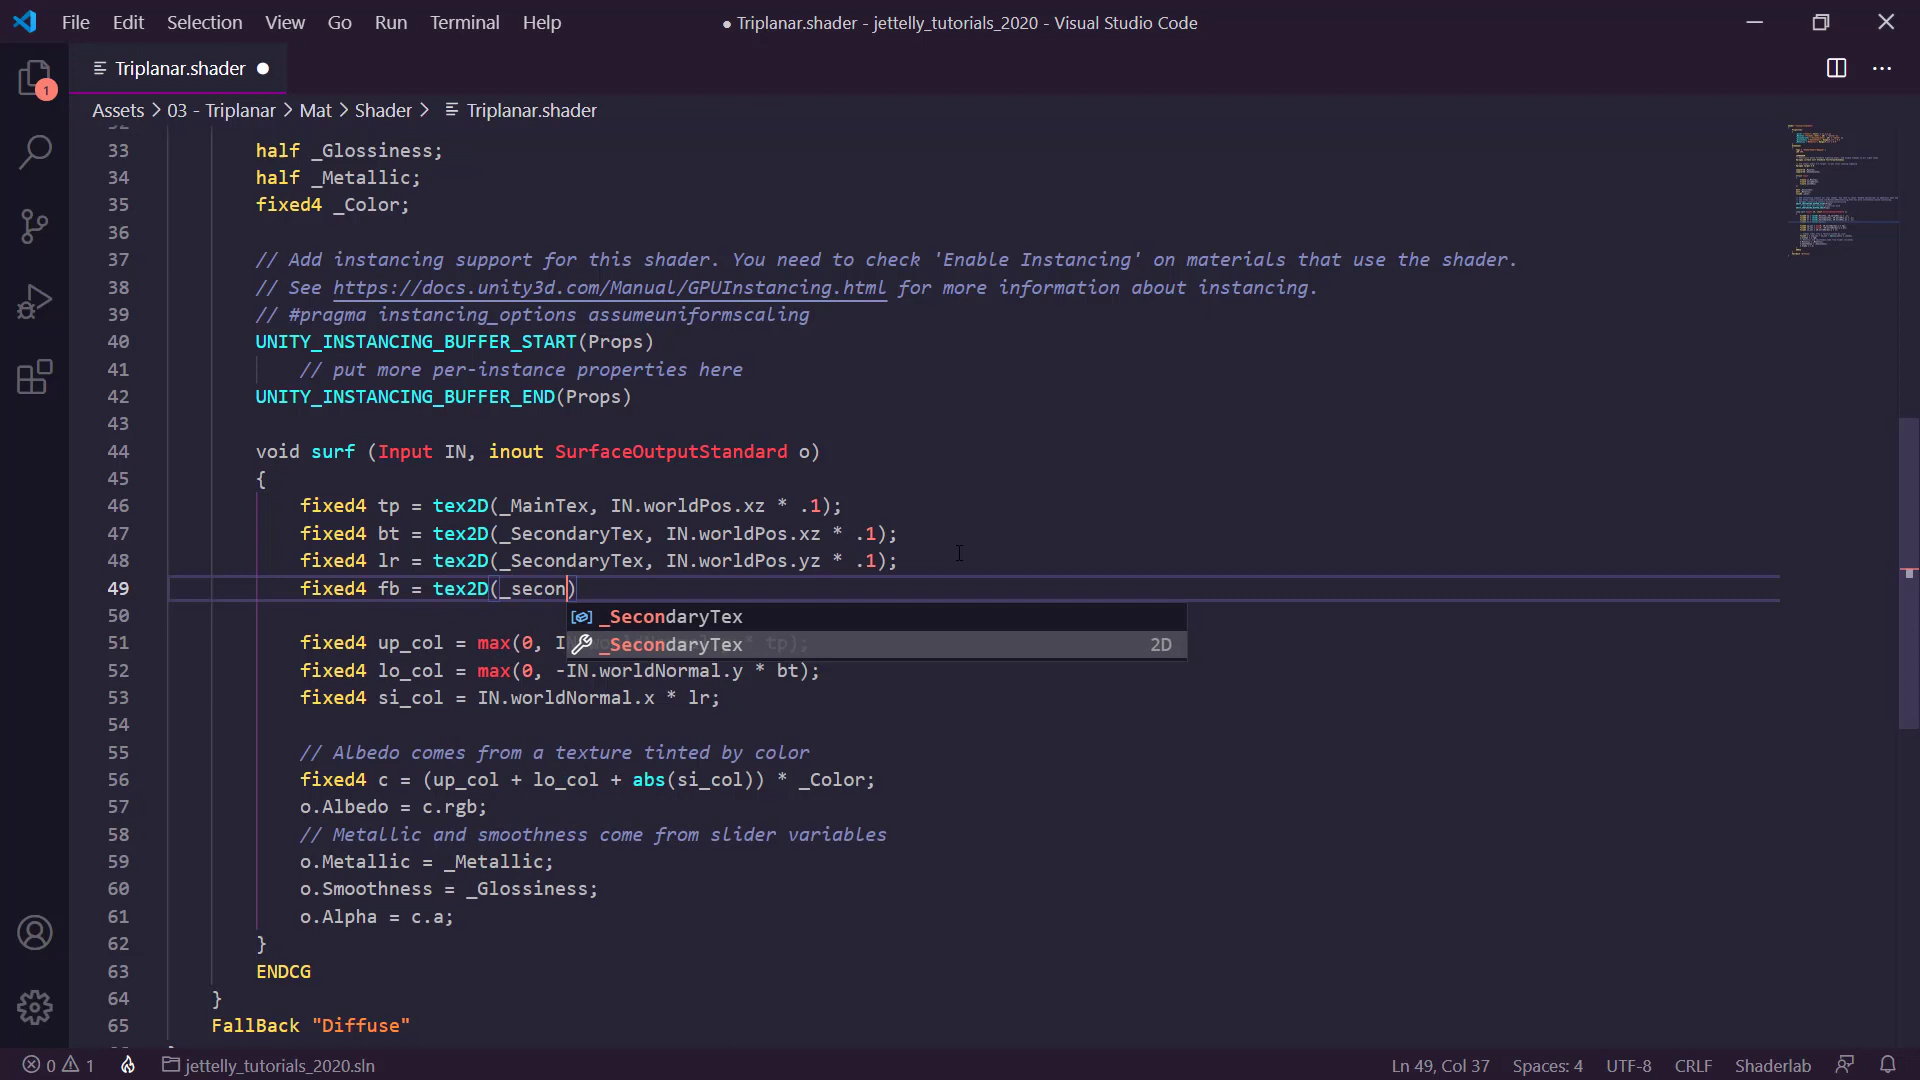 File Edit Selection View Go Run Terminal Help
● Triplanar.shader - jettelly_tutorials_2020 - Visual Studio Code
1
Triplanar.shader ●
Assets > 03 - Triplanar > Mat > Shader > Triplanar.shader
32
33 half _Glossiness;
34 half _Metallic;
35 fixed4 _Color;
36
37 // Add instancing support for this shader. You need to check 'Enable Instancing' on materials that use the shader.
38 // See https://docs.unity3d.com/Manual/GPUInstancing.html for more information about instancing.
39 // #pragma instancing_options assumeuniformscaling
40 UNITY_INSTANCING_BUFFER_START(Props)
41 // put more per-instance properties here
42 UNITY_INSTANCING_BUFFER_END(Props)
43
44 void surf (Input IN, inout SurfaceOutputStandard o)
45 {
46 fixed4 tp = tex2D(_MainTex, IN.worldPos.xz * .1);
47 fixed4 bt = tex2D(_SecondaryTex, IN.worldPos.xz * .1);
48 fixed4 lr = tex2D(_SecondaryTex, IN.worldPos.yz * .1);
49 fixed4 fb = tex2D(_secon)
50 _SecondaryTex
51 fixed4 up_col = max(0, I * tp);
_SecondaryTex 2D
52 fixed4 lo_col = max(0, -IN.worldNormal.y * bt);
53 fixed4 si_col = IN.worldNormal.x * lr;
54
55 // Albedo comes from a texture tinted by color
56 fixed4 c = (up_col + lo_col + abs(si_col)) * _Color;
57 o.Albedo = c.rgb;
58 // Metallic and smoothness come from slider variables
59 o.Metallic = _Metallic;
60 o.Smoothness = _Glossiness;
61 o.Alpha = c.a;
62 }
63 ENDCG
64 }
65 FallBack "Diffuse"
0 1 jettelly_tutorials_2020.sln Ln 49, Col 37 Spaces: 4 UTF-8 CRLF Shaderlab